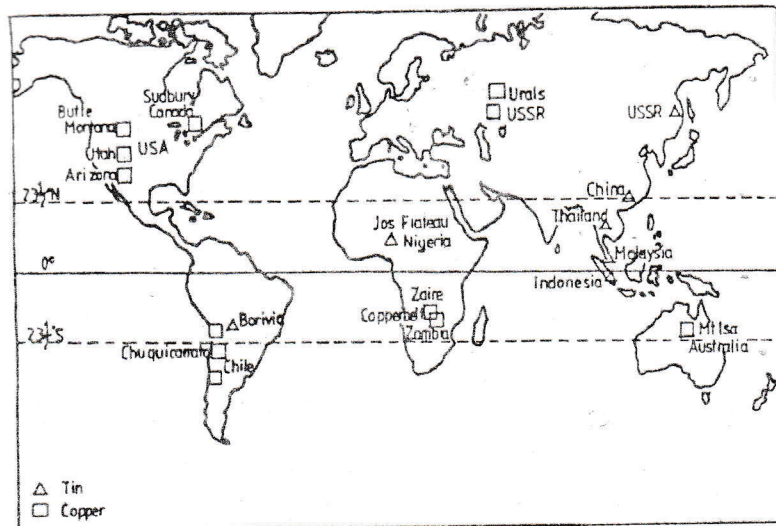 Sudbury
Canada
Butte
Montana
Utah
USA
Arizona
Urals
USSR
USSR
23½°N
China
Thailand
Jos Plateau
Nigeria
Malaysia
0°
Indonesia
Zaire
Copperbelt
Zambia
Borivia
23½°S
Chuquicamata
Chile
Mt Isa
Australia
Tin
Copper